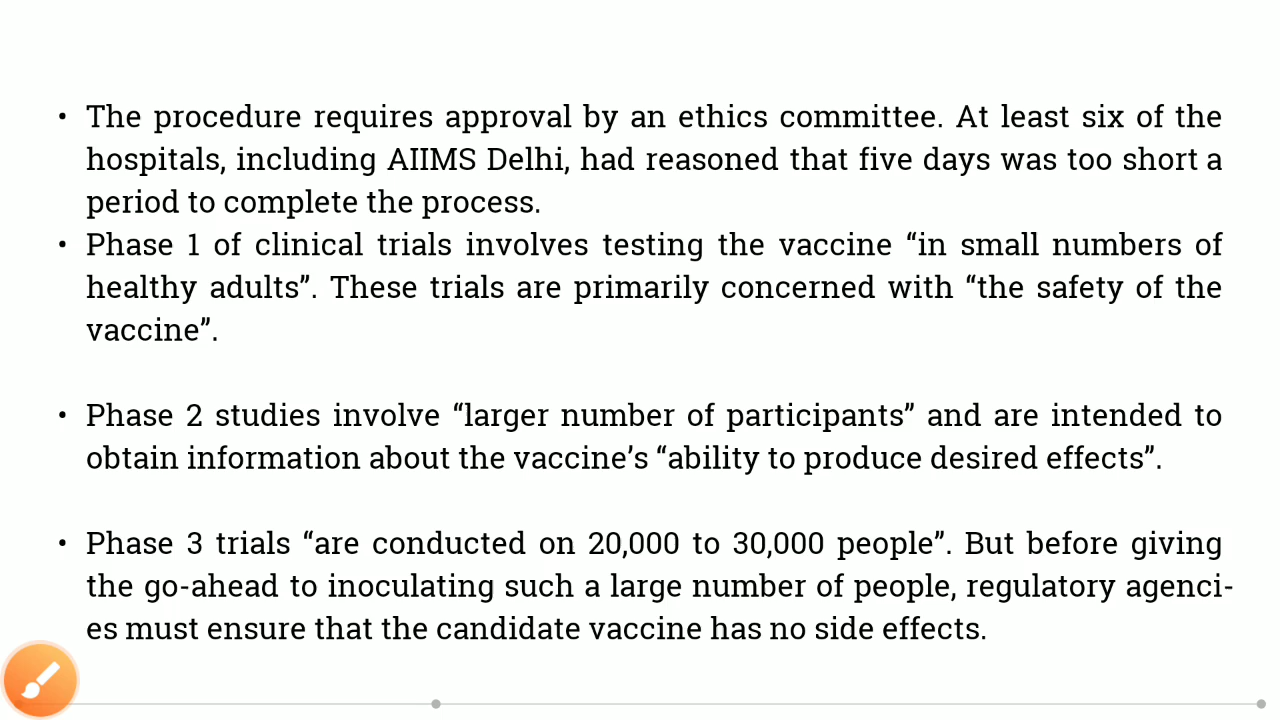 • The procedure requires approval by an ethics committee. At least six of the
hospitals, including AIIMS Delhi, had reasoned that five days was too short a
period to complete the process.
• Phase 1 of clinical trials involves testing the vaccine “in small numbers of
healthy adults”. These trials are primarily concerned with “the safety of the
vaccine”.
• Phase 2 studies involve “larger number of participants” and are intended to
obtain information about the vaccine’s “ability to produce desired effects”.
• Phase 3 trials “are conducted on 20,000 to 30,000 people”. But before giving
the go-ahead to inoculating such a large number of people, regulatory agenci-
es must ensure that the candidate vaccine has no side effects.